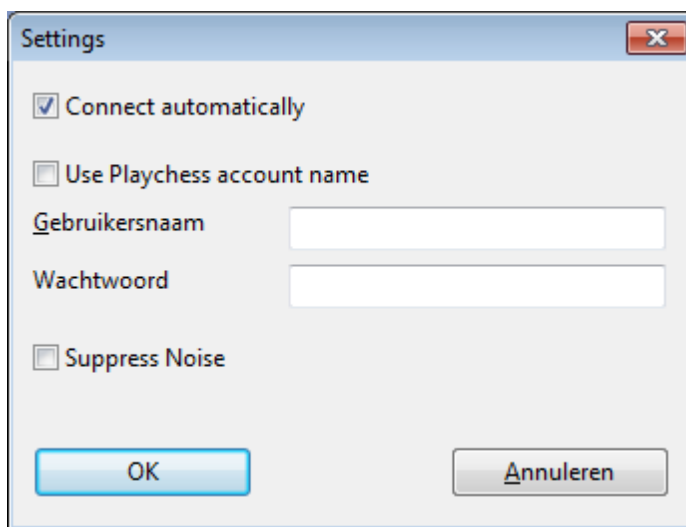 Settings
Connect automatically
Use Playchess account name
Gebruikersnaam
Wachtwoord
Suppress Noise
OK
Annuleren